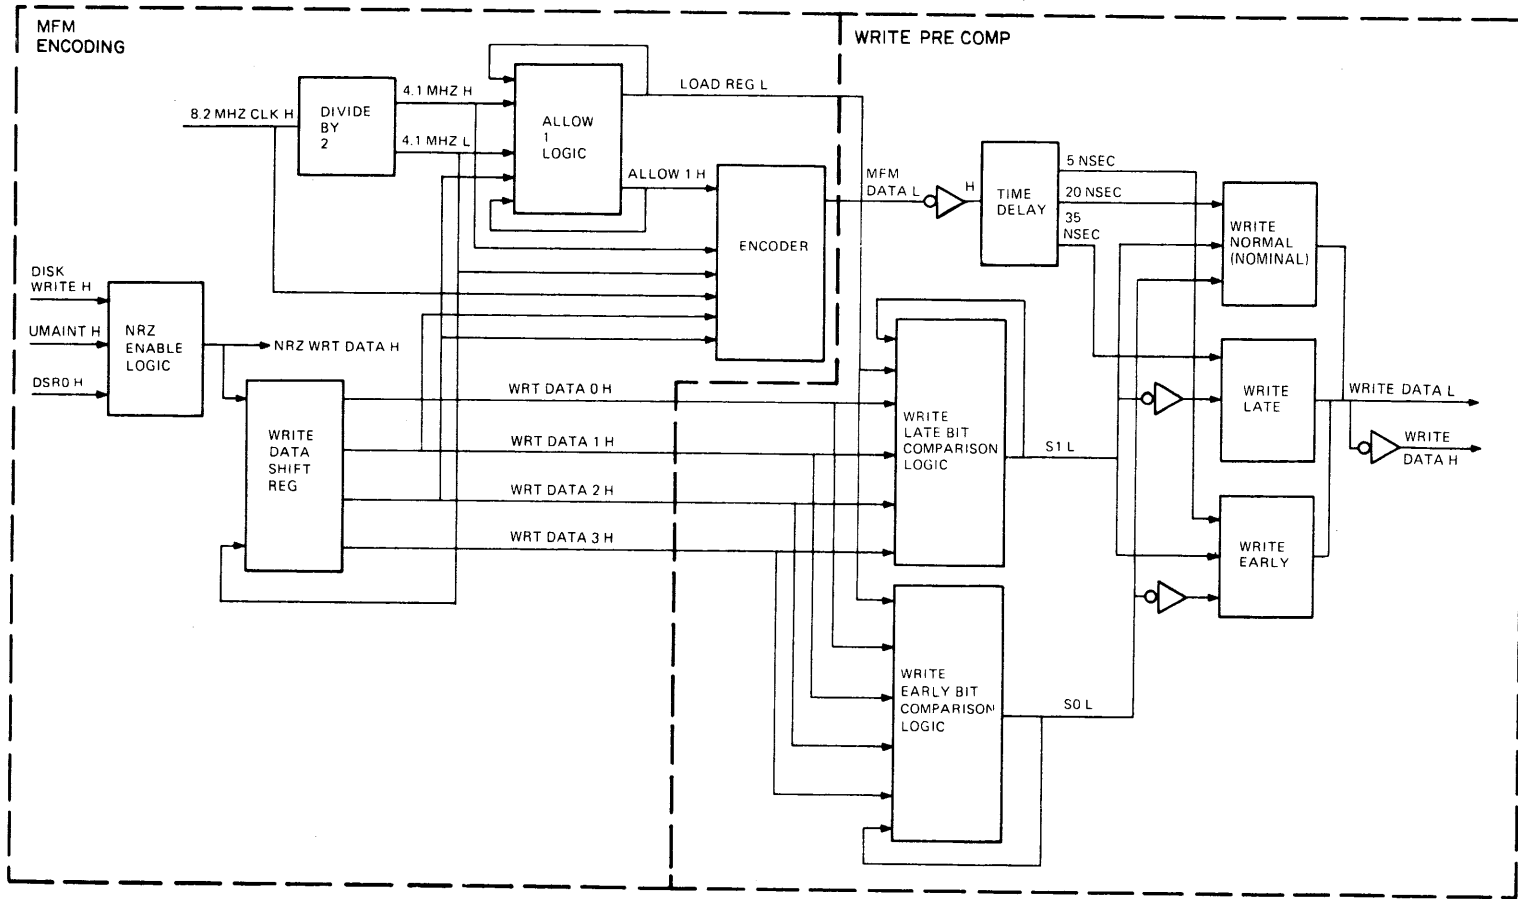 MFM
ENCODING
WRITE PRE COMP
8.2 MHZ CLK H
DIVIDE
BY
2
4.1 MHZ H
4.1 MHZ L
ALLOW
1
LOGIC
LOAD REG L
ALLOW 1 H
ENCODER
MFM
DATA L
H
TIME
DELAY
5 NSEC
20 NSEC
35
NSEC
WRITE
NORMAL
(NOMINAL)
DISK
WRITE H
UMAINT H
DSR0 H
NRZ
ENABLE
LOGIC
NRZ WRT DATA H
WRITE
DATA
SHIFT
REG
WRT DATA 0 H
WRT DATA 1 H
WRT DATA 2 H
WRT DATA 3 H
WRITE
LATE BIT
COMPARISON
LOGIC
S1 L
WRITE
LATE
WRITE DATA L
WRITE
DATA H
WRITE
EARLY
WRITE
EARLY BIT
COMPARISON
LOGIC
S0 L